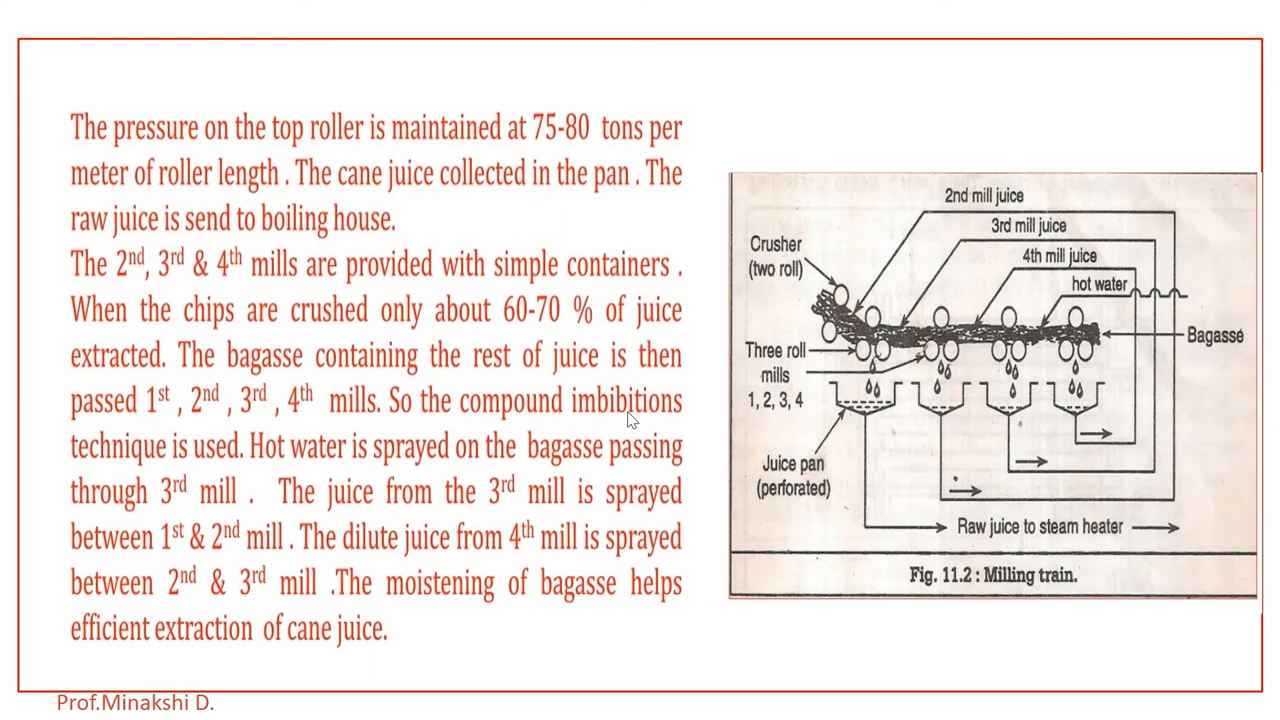 The pressure on the top roller is maintained at 75-80 tons per
meter of roller length . The cane juice collected in the pan . The
raw juice is send to boiling house.
The 2nd, 3rd & 4th mills are provided with simple containers .
When the chips are crushed only about 60-70 % of juice
extracted. The bagasse containing the rest of juice is then
passed 1st , 2nd , 3rd , 4th mills. So the compound imbibitions
technique is used. Hot water is sprayed on the bagasse passing
through 3rd mill . The juice from the 3rd mill is sprayed
between 1st & 2nd mill . The dilute juice from 4th mill is sprayed
between 2nd & 3rd mill .The moistening of bagasse helps
efficient extraction of cane juice.
2nd mill juice
3rd mill juice
4th mill juice
hot water
Crusher
(two roll)
Bagasse
Three roll
mills
1, 2, 3, 4
Juice pan
(perforated)
Raw juice to steam heater
Fig. 11.2 : Milling train.
Prof.Minakshi D.